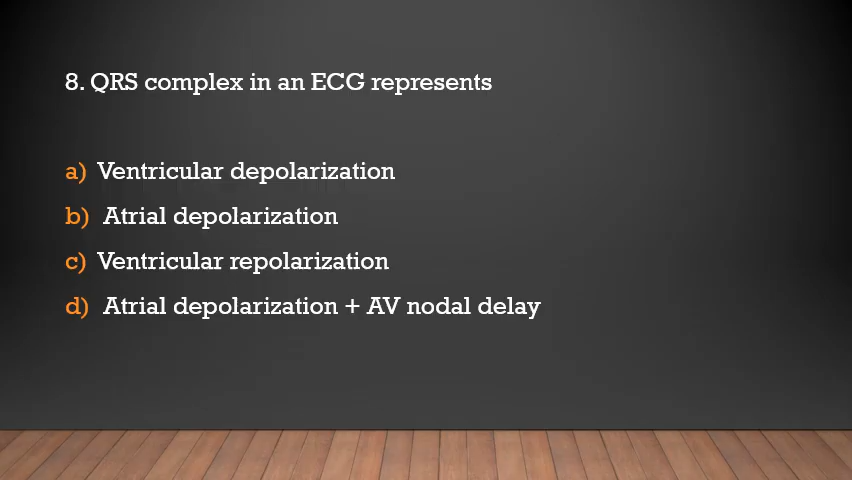 8. QRS complex in an ECG represents
a) Ventricular depolarization
b) Atrial depolarization
c) Ventricular repolarization
d) Atrial depolarization + AV nodal delay